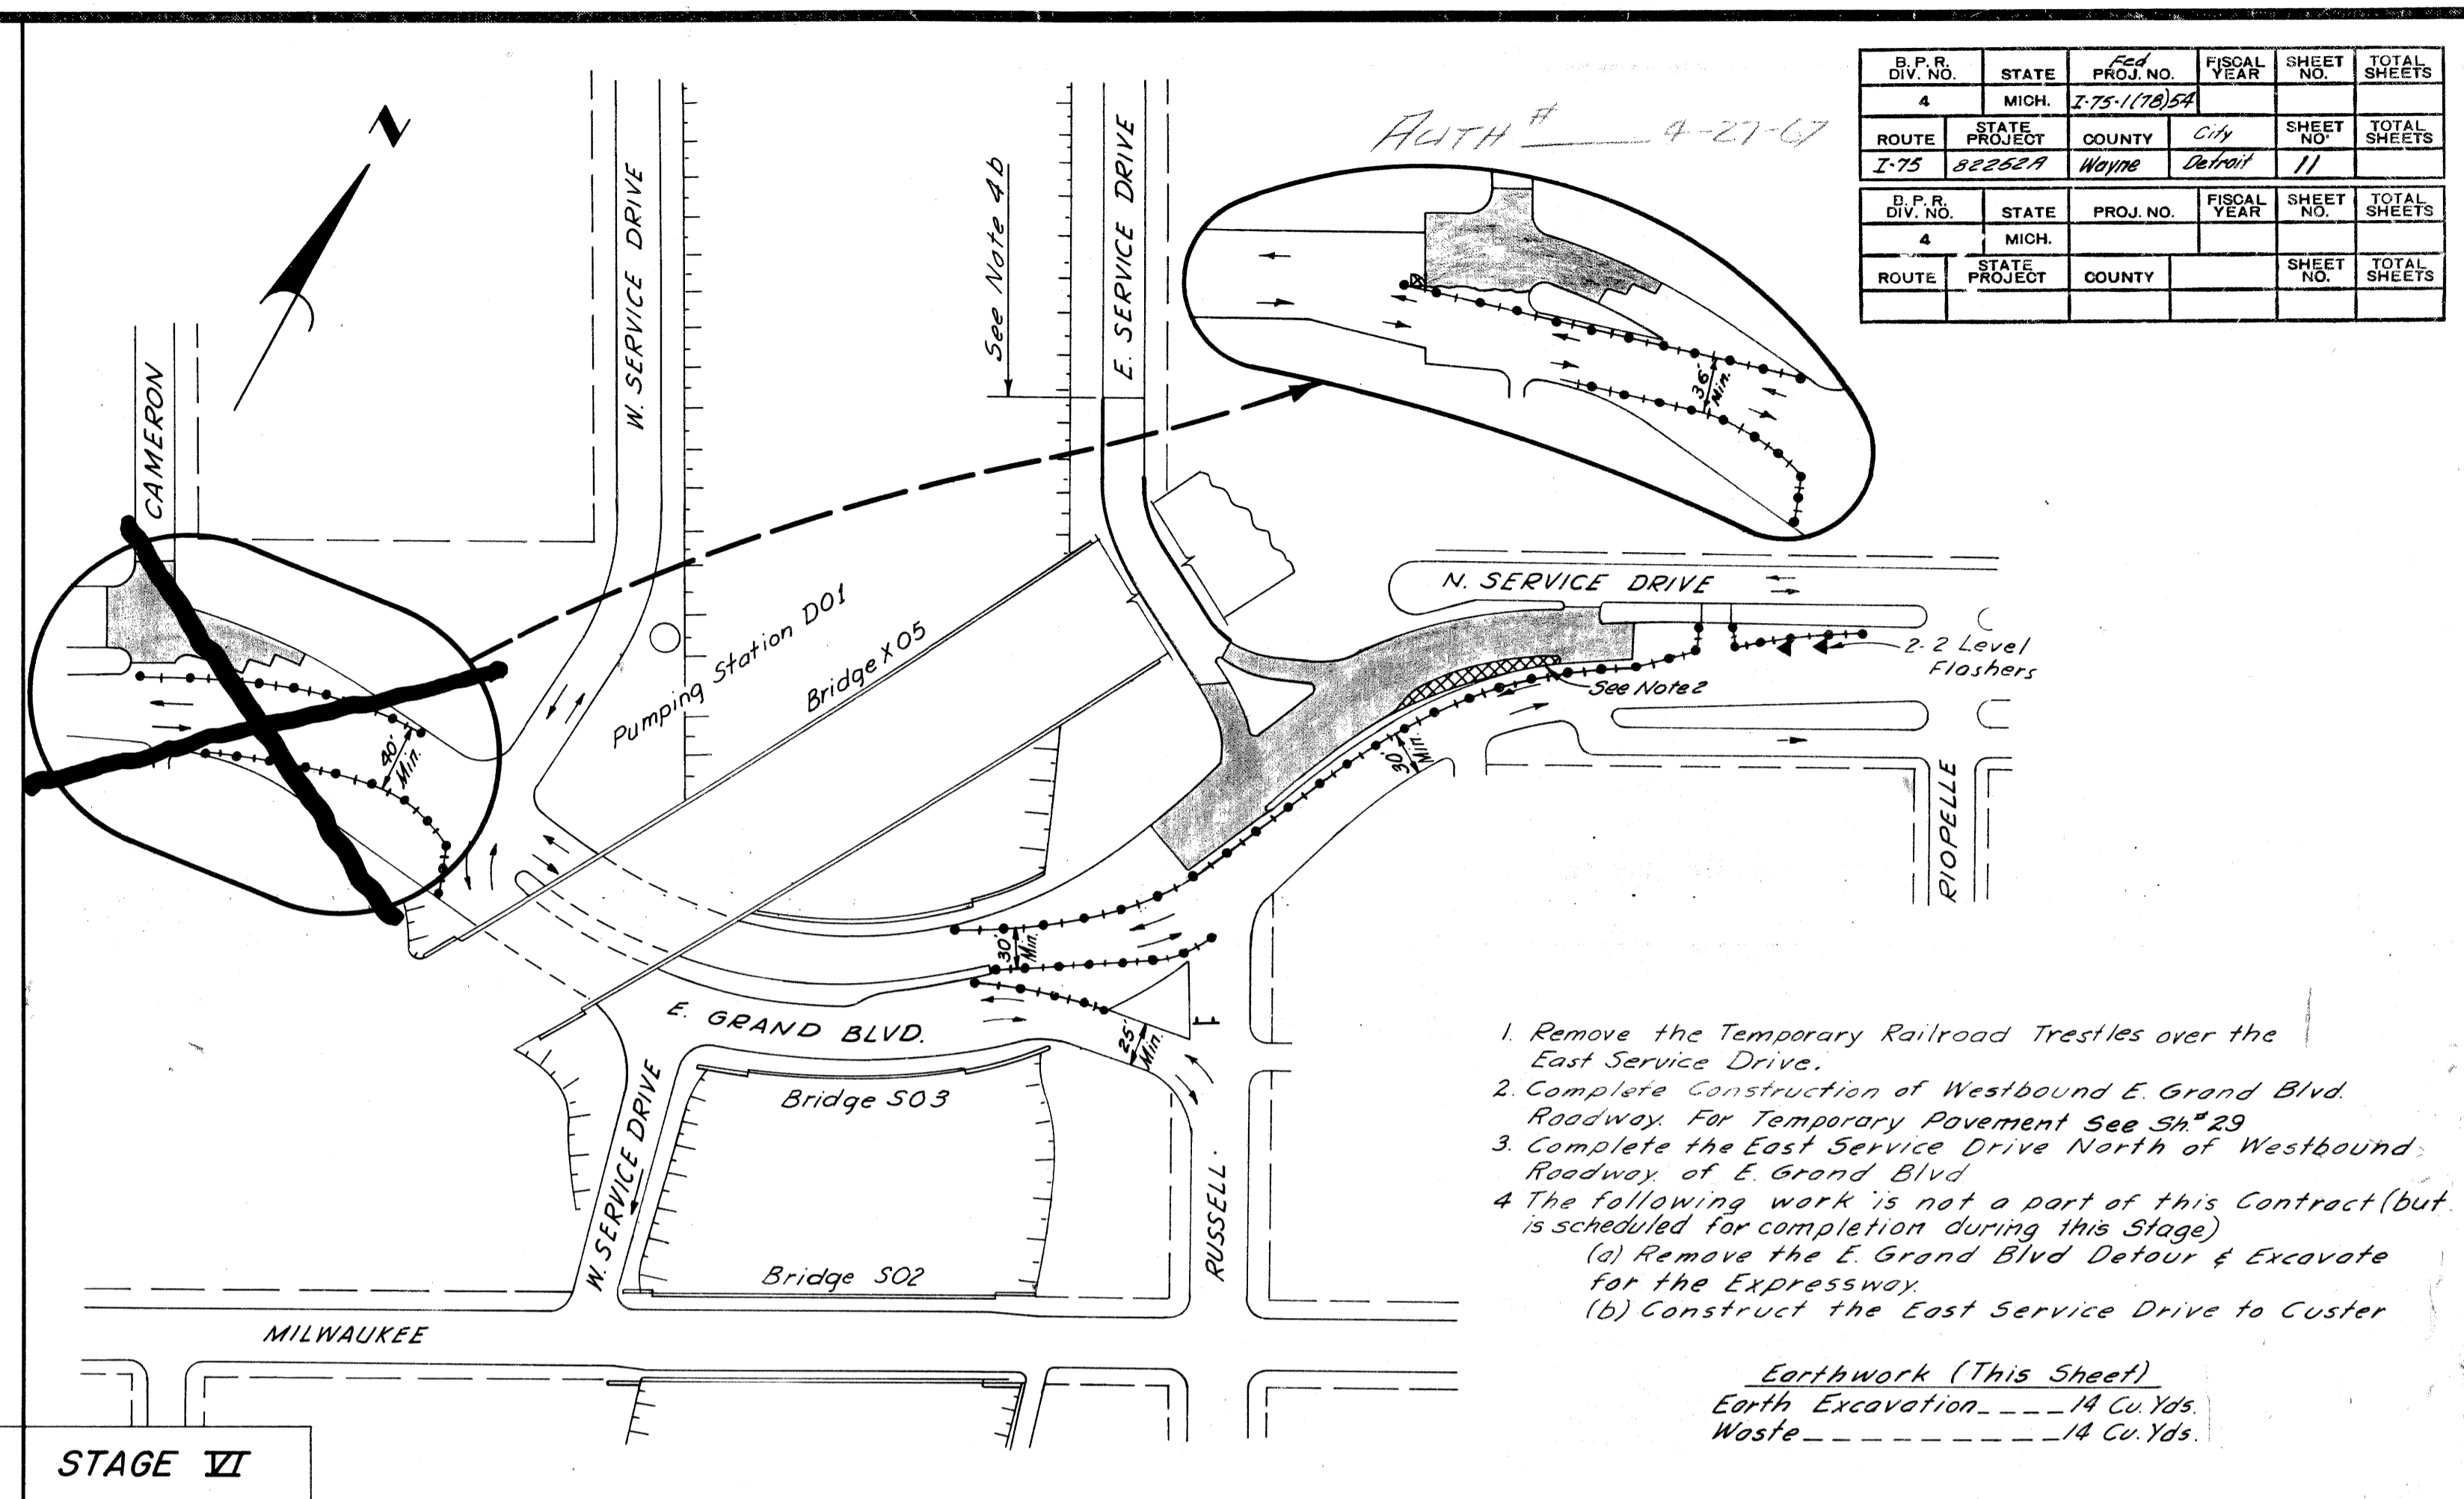 B.P.R. DIV. NO. STATE Fed PROJ. NO. FISCAL YEAR SHEET NO. TOTAL SHEETS
4 MICH. I-75-1(78)54
ROUTE STATE PROJECT COUNTY City SHEET NO. TOTAL SHEETS
I-75 82252A Wayne Detroit 11
B.P.R. DIV. NO. STATE PROJ. NO. FISCAL YEAR SHEET NO. TOTAL SHEETS
4 MICH.
ROUTE STATE PROJECT COUNTY SHEET NO. TOTAL SHEETS
AUTH # 4-27-67
N
CAMERON
W. SERVICE DRIVE
See Note 4b
E. SERVICE DRIVE
36' Min.
N. SERVICE DRIVE
2-2 Level
Flashers
See Note 2
Pumping Station D01
Bridge X05
40' Min.
30' Min.
RIOPELLE
30' Min.
E. GRAND BLVD.
25' Min.
W. SERVICE DRIVE
Bridge S03
RUSSELL
Bridge S02
MILWAUKEE
1. Remove the Temporary Railroad Trestles over the
East Service Drive.
2. Complete Construction of Westbound E. Grand Blvd.
Roadway. For Temporary Pavement See Sh.# 29
3. Complete the East Service Drive North of Westbound
Roadway of E. Grand Blvd
4 The following work is not a part of this Contract (but
is scheduled for completion during this Stage)
(a) Remove the E. Grand Blvd Detour & Excavate
for the Expressway.
(b) Construct the East Service Drive to Custer
Earthwork (This Sheet)
Earth Excavation____14 Cu. Yds.
Waste__________14 Cu. Yds.
STAGE VI